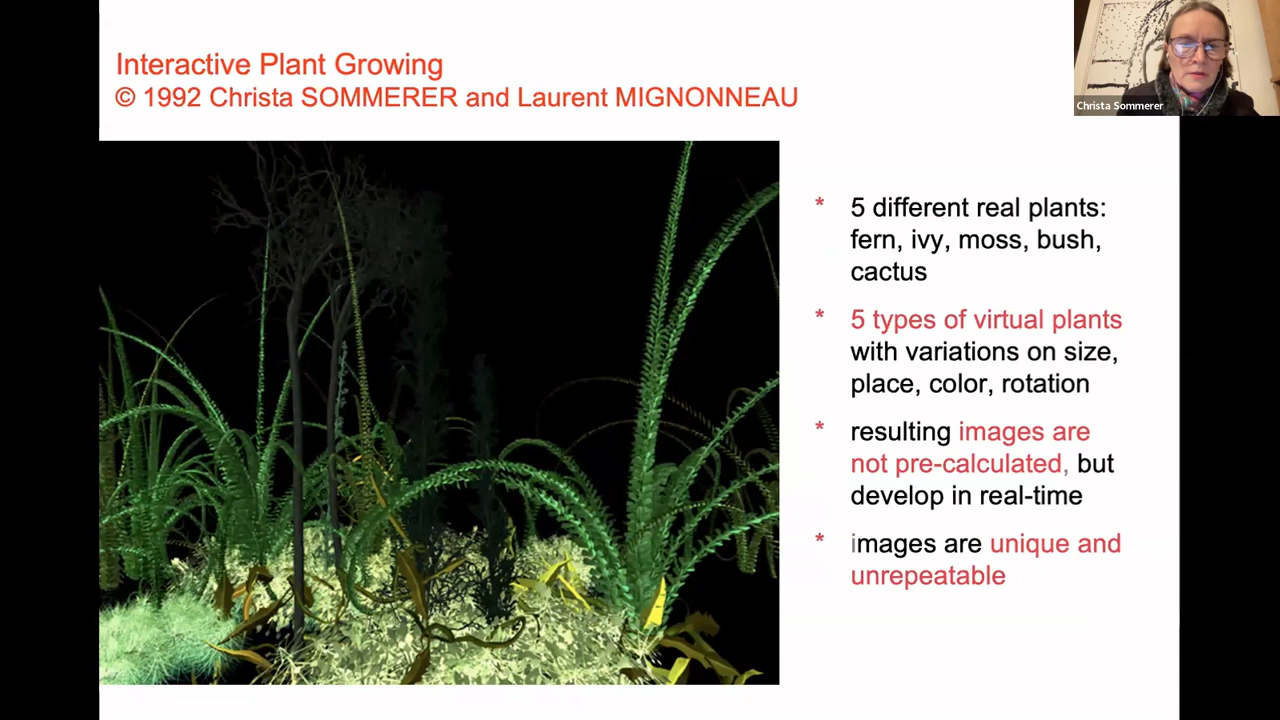 Interactive Plant Growing
© 1992 Christa SOMMERER and Laurent MIGNONNEAU
Christa Sommerer
* 5 different real plants:
fern, ivy, moss, bush,
cactus
* 5 types of virtual plants
with variations on size,
place, color, rotation
* resulting images are
not pre-calculated, but
develop in real-time
* images are unique and
unrepeatable